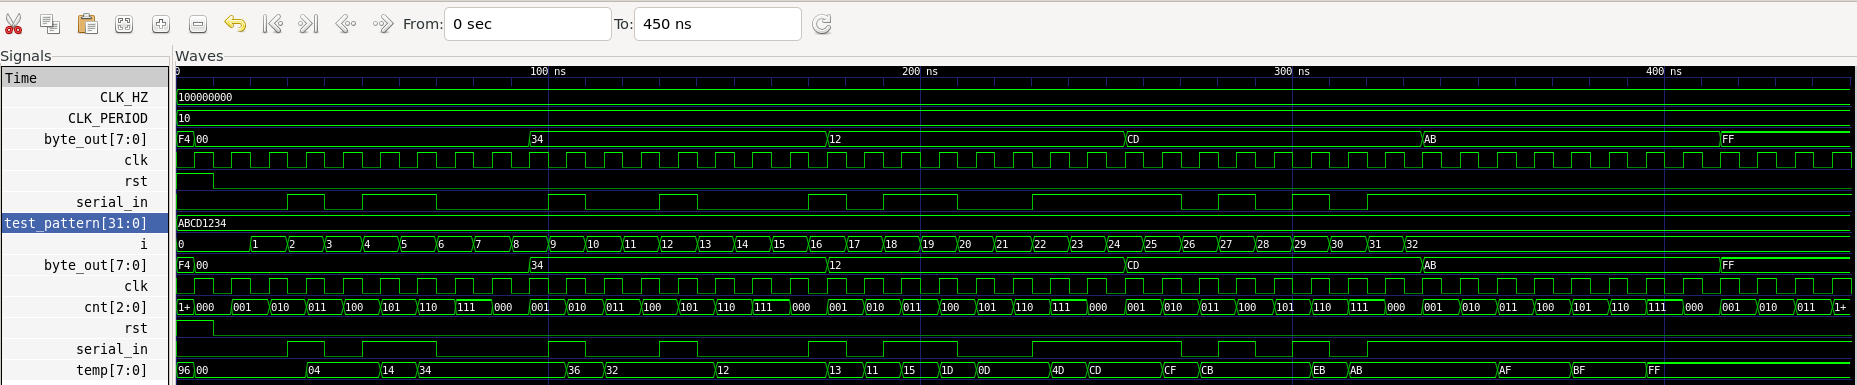 From: 0 sec To: 450 ns
Signals Waves
Time 0 100 ns 200 ns 300 ns 400 ns
CLK_HZ 100000000
CLK_PERIOD 10
byte_out[7:0] F4 00 34 12 CD AB FF
clk
rst
serial_in
test_pattern[31:0] ABCD1234
i 0 1 2 3 4 5 6 7 8 9 10 11 12 13 14 15 16 17 18 19 20 21 22 23 24 25 26 27 28 29 30 31 32
byte_out[7:0] F4 00 34 12 CD AB FF
clk
cnt[2:0] 1+ 000 001 010 011 100 101 110 111 000 001 010 011 100 101 110 111 000 001 010 011 100 101 110 111 000 001 010 011 100 101 110 111 000 001 010 011 100 101 110 111 000 001 010 011 1+
rst
serial_in
temp[7:0] 96 00 04 14 34 36 32 12 13 11 15 1D 0D 4D CD CF CB EB AB AF BF FF